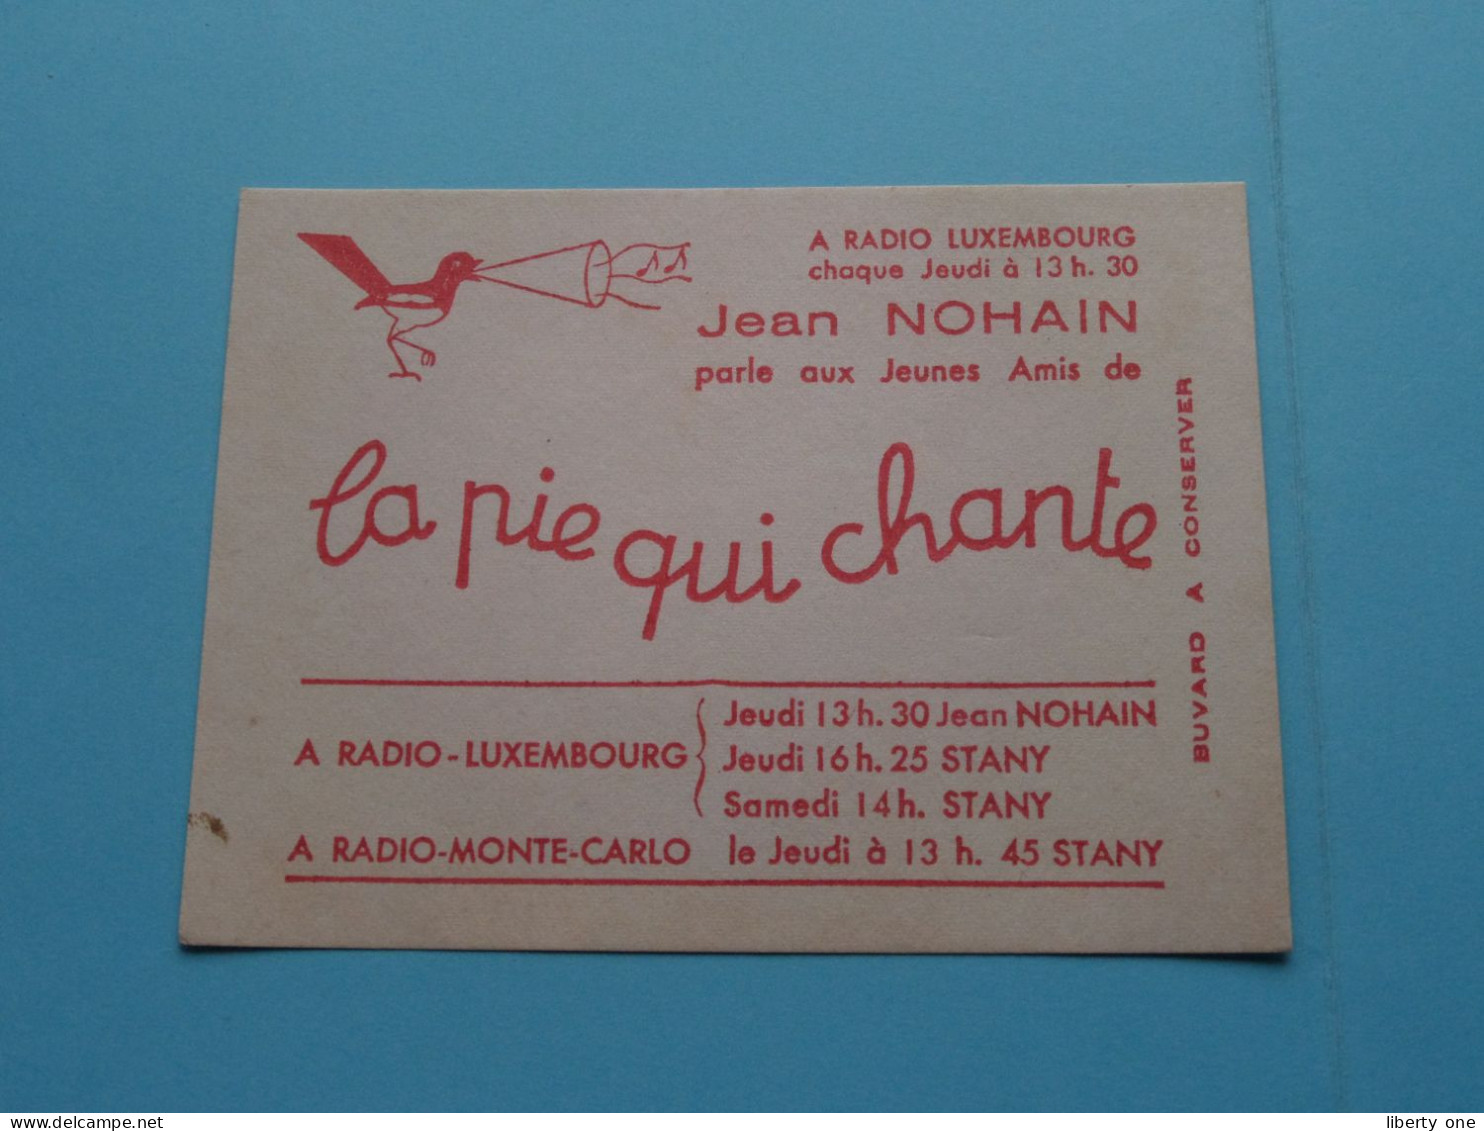 A RADIO LUXEMBOURG
chaque Jeudi à 13 h. 30
Jean NOHAIN
parle aux Jeunes Amis de
la pie qui chante
BUVARD A CONSERVER
A RADIO-LUXEMBOURG
Jeudi 13 h. 30 Jean NOHAIN
Jeudi 16 h. 25 STANY
Samedi 14 h. STANY
A RADIO-MONTE-CARLO le Jeudi à 13 h. 45 STANY
www.delcampe.net
liberty one